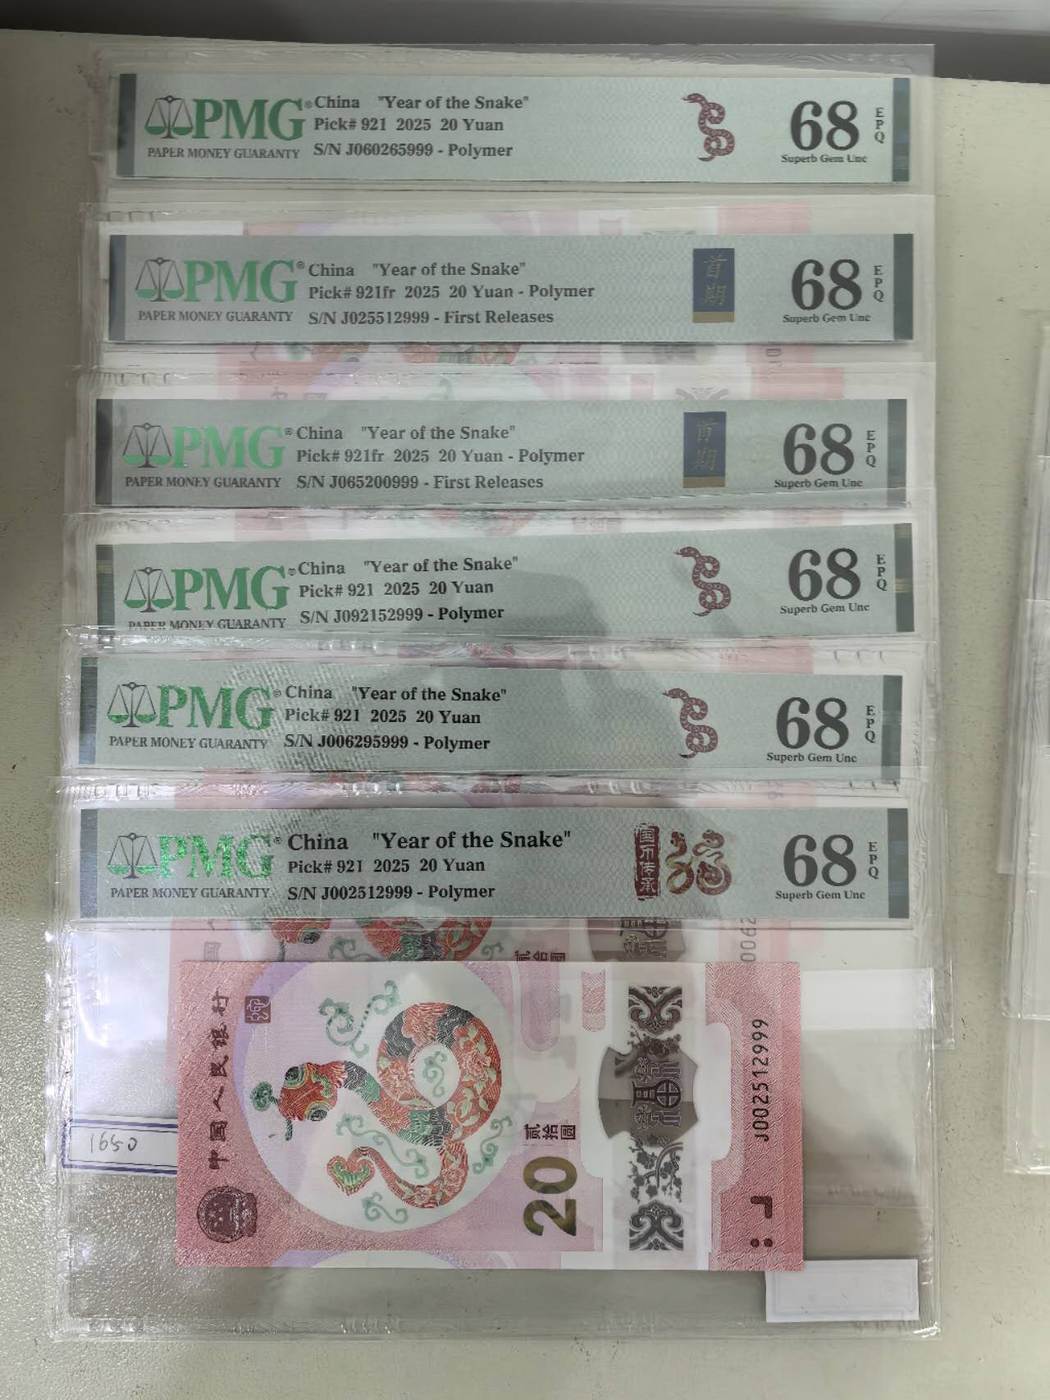 PMG® China "Year of the Snake"
Pick# 921 2025 20 Yuan
PAPER MONEY GUARANTY S/N J060265999 - Polymer
68 EPQ
Superb Gem Unc
PMG® China "Year of the Snake"
Pick# 921fr 2025 20 Yuan - Polymer
PAPER MONEY GUARANTY S/N J025512999 - First Releases
首期
68 EPQ
Superb Gem Unc
PMG® China "Year of the Snake"
Pick# 921fr 2025 20 Yuan - Polymer
PAPER MONEY GUARANTY S/N J065200999 - First Releases
首期
68 EPQ
Superb Gem Unc
PMG® China "Year of the Snake"
Pick# 921 2025 20 Yuan
PAPER MONEY GUARANTY S/N J092152999 - Polymer
68 EPQ
Superb Gem Unc
PMG® China "Year of the Snake"
Pick# 921 2025 20 Yuan
PAPER MONEY GUARANTY S/N J006295999 - Polymer
68 EPQ
Superb Gem Unc
PMG® China "Year of the Snake"
Pick# 921 2025 20 Yuan
PAPER MONEY GUARANTY S/N J002512999 - Polymer
国币传承
68 EPQ
Superb Gem Unc
中国人民银行
贰拾圆
20
J002512999
1650